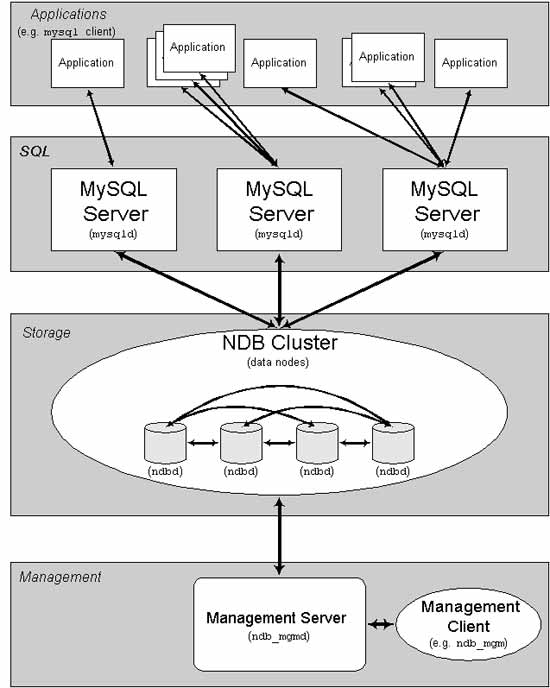 Applications
(e.g. mysql client)
Application
Application
Application
Application
Application
SQL
MySQL
Server
(mysqld)
MySQL
Server
(mysqld)
MySQL
Server
(mysqld)
Storage
NDB Cluster
(data nodes)
(ndbd)
(ndbd)
(ndbd)
(ndbd)
Management
Management Server
(ndb_mgmd)
Management
Client
(e.g. ndb_mgm)